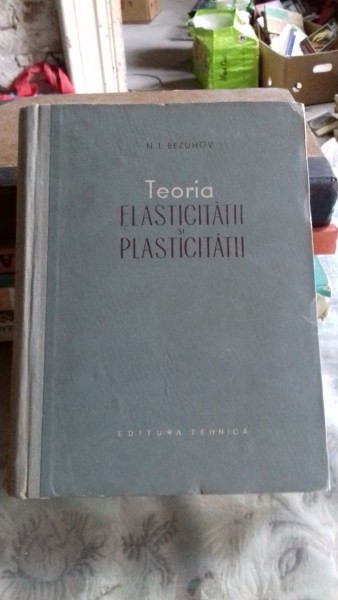 N. I. BEZUHOV
Teoria
ELASTICITĂȚII
ȘI
PLASTICITĂȚII
EDITURA TEHNICĂ